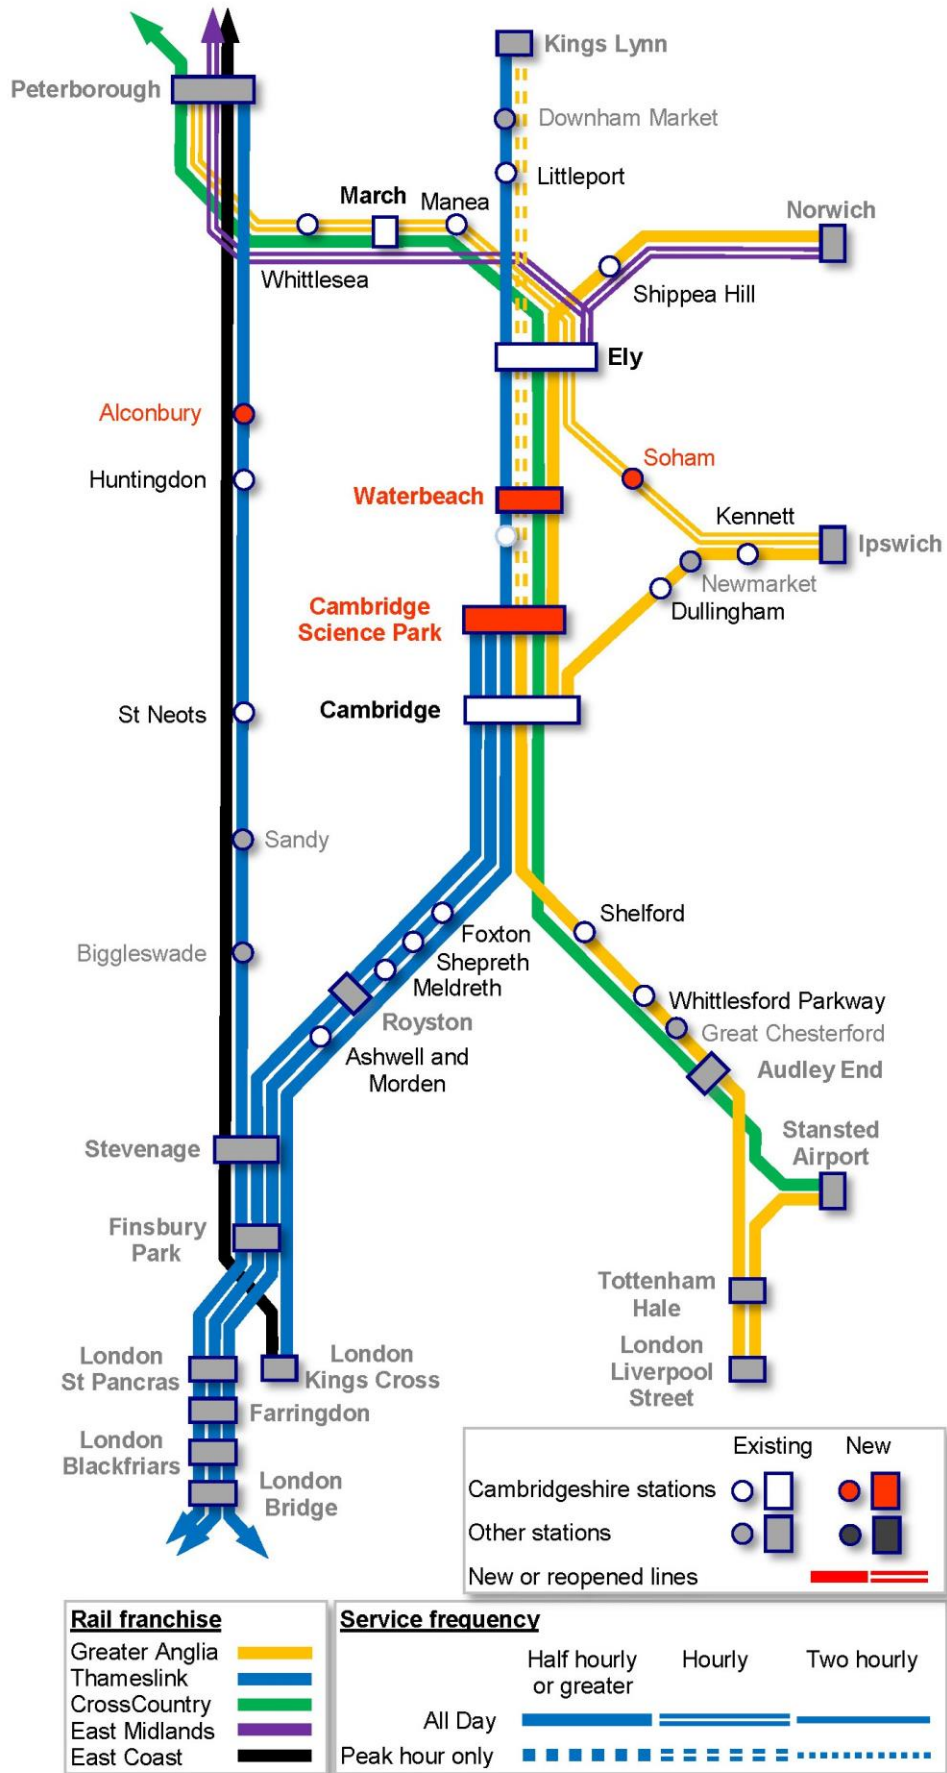 Kings Lynn
Peterborough
Downham Market
Littleport
March
Manea
Norwich
Whittlesea
Shippea Hill
Ely
Alconbury
Soham
Huntingdon
Waterbeach
Kennett
Ipswich
Newmarket
Dullingham
Cambridge
Science Park
St Neots
Cambridge
Sandy
Shelford
Foxton
Biggleswade
Shepreth
Meldreth
Whittlesford Parkway
Royston
Great Chesterford
Ashwell and
Morden
Audley End
Stevenage
Stansted
Airport
Finsbury
Park
Tottenham
Hale
London
St Pancras
London
Kings Cross
London
Liverpool
Street
Farringdon
London
Blackfriars
London
Bridge
Existing New
Cambridgeshire stations
Other stations
New or reopened lines
Rail franchise
Greater Anglia
Thameslink
CrossCountry
East Midlands
East Coast
Service frequency
Half hourly
or greater
Hourly
Two hourly
All Day
Peak hour only